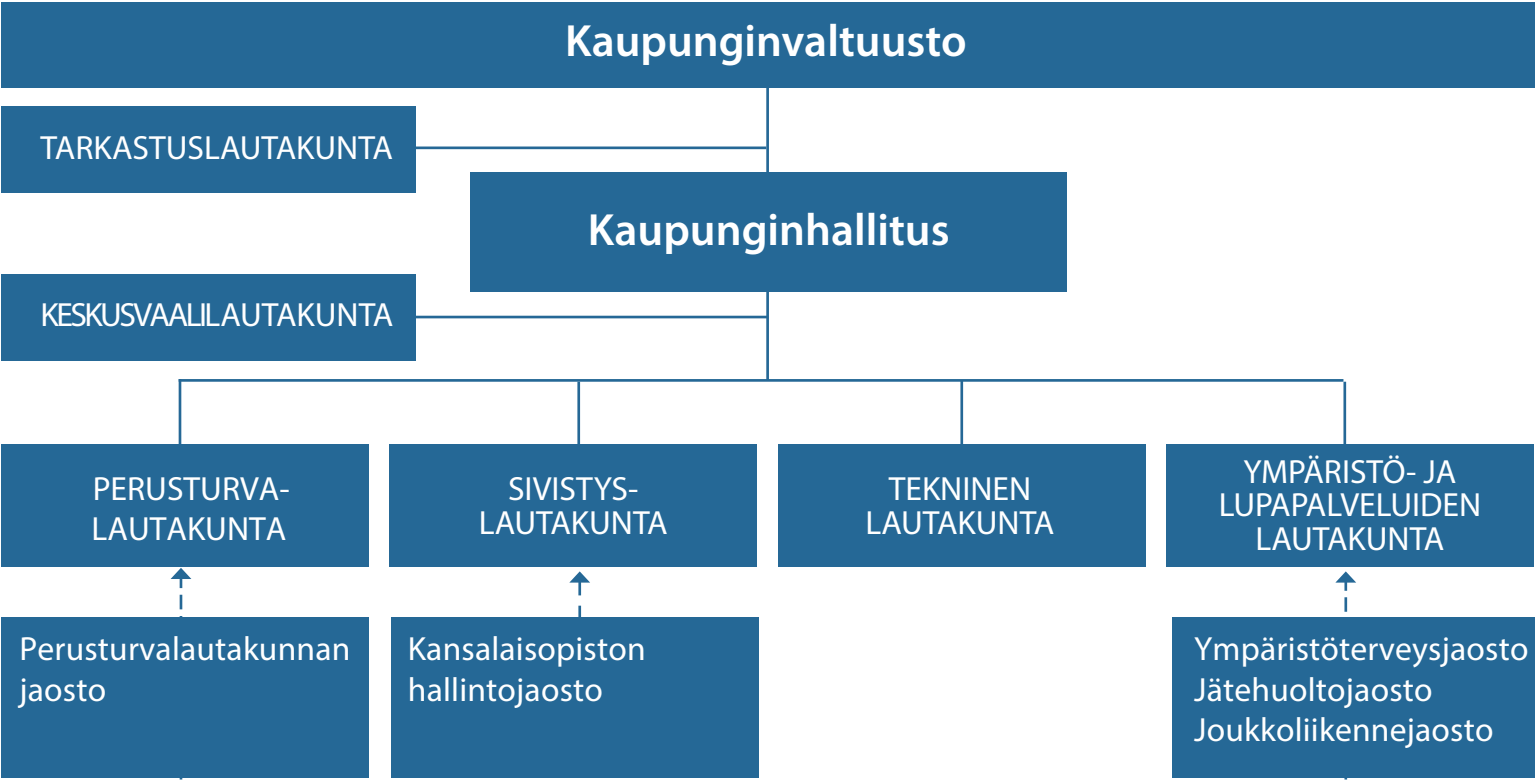 Kaupunginvaltuusto
TARKASTUSLAUTAKUNTA
Kaupunginhallitus
KESKUSVAALILAUTAKUNTA
PERUSTURVA-
LAUTAKUNTA
SIVISTYS-
LAUTAKUNTA
TEKNINEN
LAUTAKUNTA
YMPÄRISTÖ- JA
LUPAPALVELUIDEN
LAUTAKUNTA
Perusturvalautakunnan
jaosto
Kansalaisopiston
hallintojaosto
Ympäristöterveysjaosto
Jätehuoltojaosto
Joukkoliikennejaosto